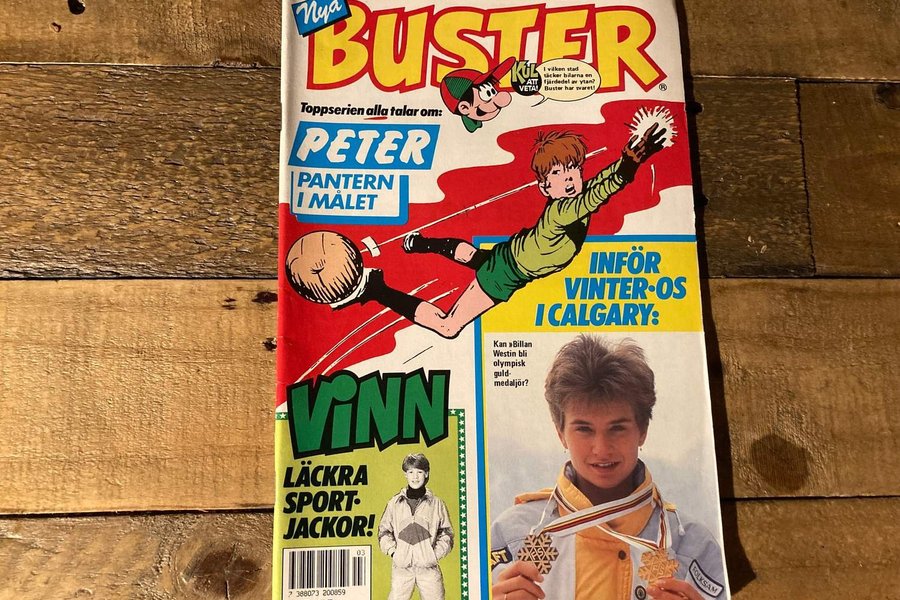 Nya
BUSTER
®
KUL
ATT
VETA!
I vilken stad
täcker bilarna en
fjärdedel av ytan?
Buster har svaret!
Toppserien alla talar om:
PETER
PANTERN
I MÅLET
INFÖR
VINTER-OS
I CALGARY:
Kan »Billan
Westin bli
olympisk
guld-
medaljör?
VINN
LÄCKRA
SPORT-
JACKOR!
03
7 388073 200859
FT
FOLKSAM